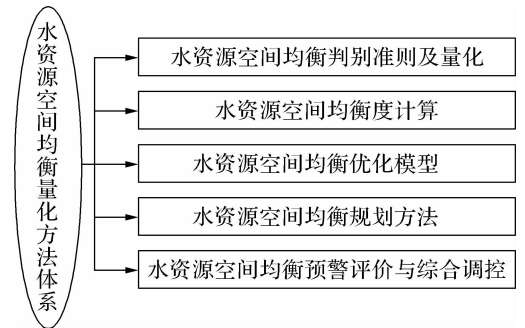 水资源空间均衡量化方法体系
水资源空间均衡判别准则及量化
水资源空间均衡度计算
水资源空间均衡优化模型
水资源空间均衡规划方法
水资源空间均衡预警评价与综合调控